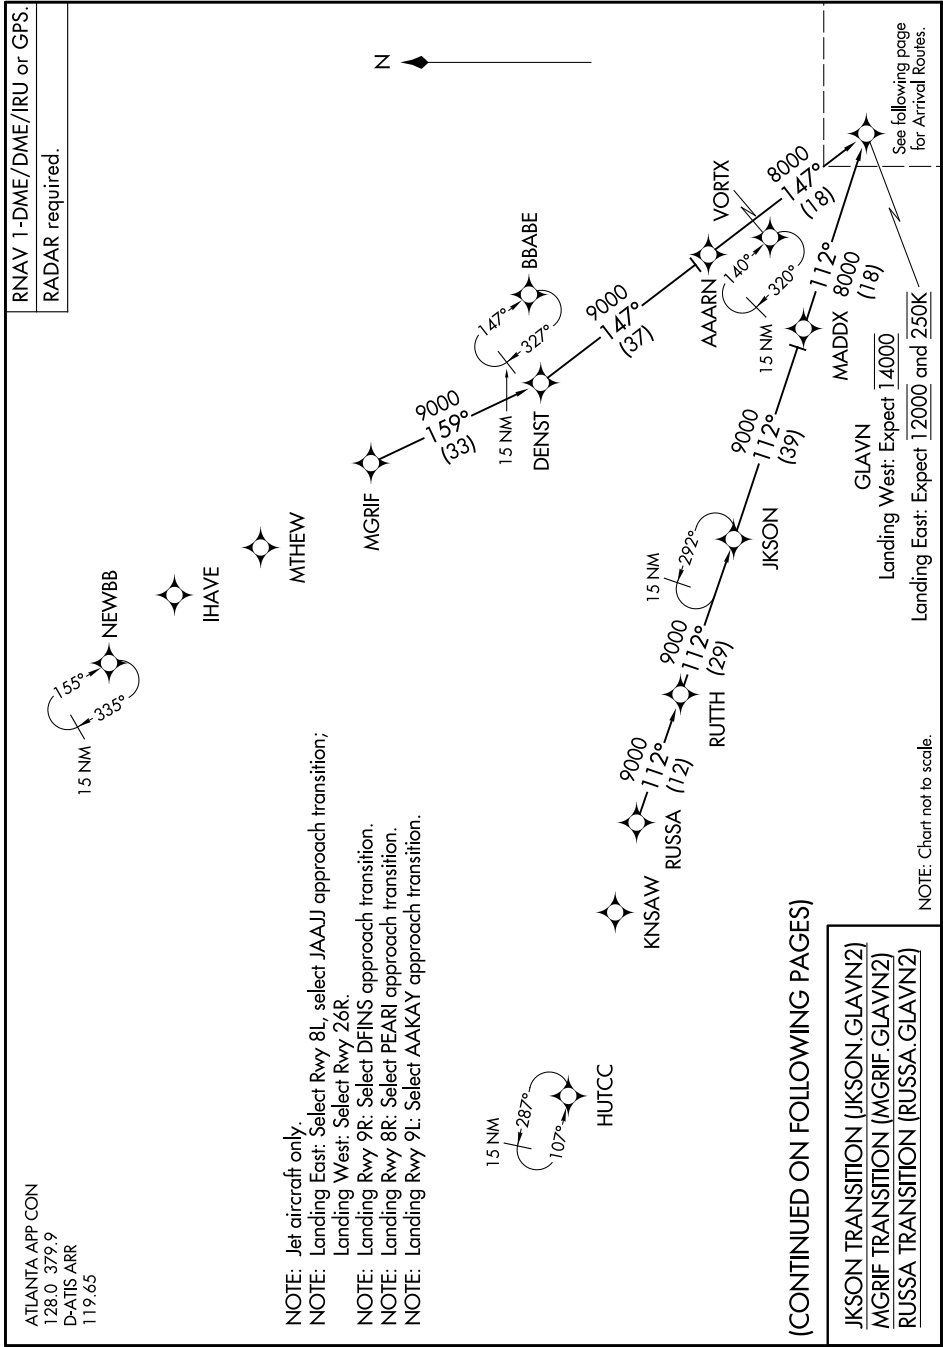 ATLANTA APP CON
128.0 379.9
D-ATIS ARR
119.65
RNAV 1-DME/DME/IRU or GPS.
RADAR required.
NOTE: Jet aircraft only.
NOTE: Landing East: Select Rwy 8L, select JAAJJ approach transition;
Landing West: Select Rwy 26R.
NOTE: Landing Rwy 9R: Select DFINS approach transition.
NOTE: Landing Rwy 8R: Select PEARI approach transition.
NOTE: Landing Rwy 9L: Select AAKAY approach transition.
N
15 NM
155°
335°
NEWBB
IHAVE
MTHEW
MGRIF
9000
159°
(33)
15 NM
147°
327°
BBABE
DENST
9000
147°
(37)
AAARN
VORTX
140°
320°
15 NM
8000
147°
(18)
15 NM
287°
107°
HUTCC
KNSAW
RUSSA
9000
112°
(12)
RUTTH
9000
112°
(29)
15 NM
292°
JKSON
9000
112°
(39)
MADDX
112°
8000
(18)
See following page
for Arrival Routes.
GLAVN
Landing West: Expect 14000
Landing East: Expect 12000 and 250K
NOTE: Chart not to scale.
(CONTINUED ON FOLLOWING PAGES)
JKSON TRANSITION (JKSON.GLAVN2)
MGRIF TRANSITION (MGRIF.GLAVN2)
RUSSA TRANSITION (RUSSA.GLAVN2)